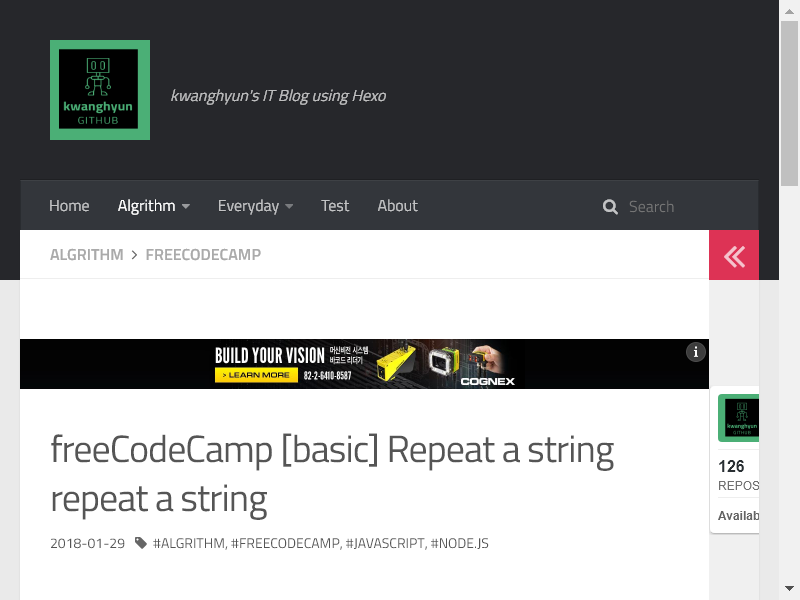 kwanghyun
GITHUB
kwanghyun's IT Blog using Hexo
Home Algrithm Everyday Test About Search
ALGRITHM > FREECODECAMP
BUILD YOUR VISION 머신비전 시스템
바코드 리더기
> LEARN MORE 82-2-6410-8587
COGNEX
freeCodeCamp [basic] Repeat a string
repeat a string
2018-01-29 #ALGRITHM, #FREECODECAMP, #JAVASCRIPT, #NODE.JS
kwanghyun
GITHUB
126
REPOS
Availab